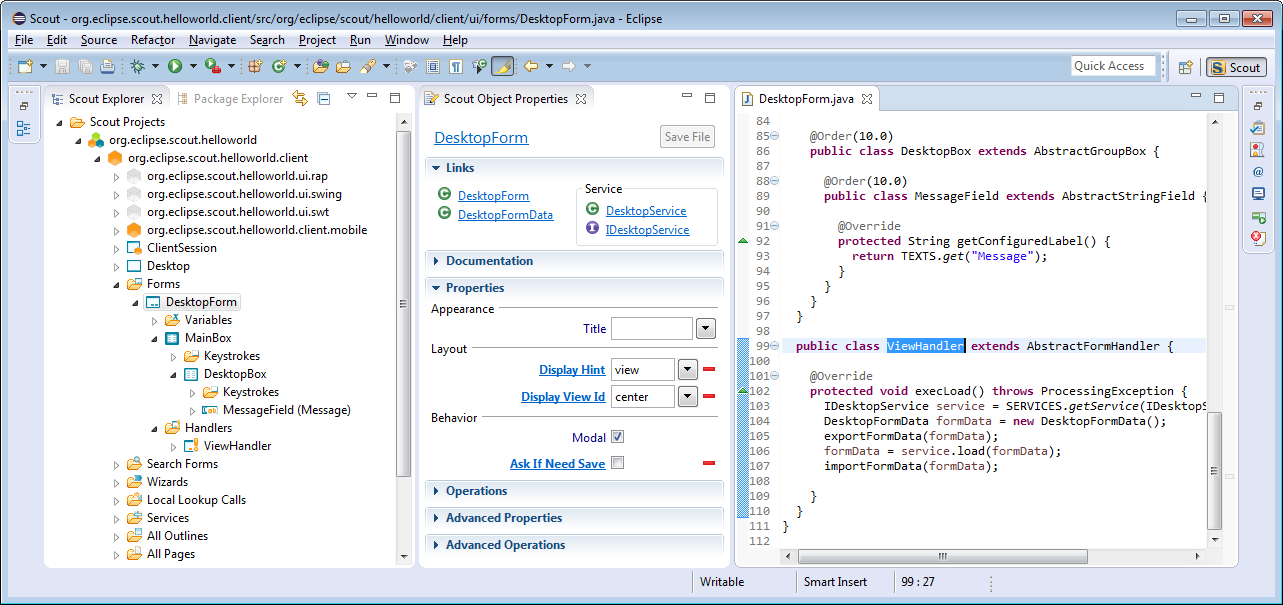 Scout - org.eclipse.scout.helloworld.client/src/org/eclipse/scout/helloworld/client/ui/forms/DesktopForm.java - Eclipse
File Edit Source Refactor Navigate Search Project Run Window Help
Quick Access
Scout
Scout Explorer
Package Explorer
Scout Projects
org.eclipse.scout.helloworld
org.eclipse.scout.helloworld.client
org.eclipse.scout.helloworld.ui.rap
org.eclipse.scout.helloworld.ui.swing
org.eclipse.scout.helloworld.ui.swt
org.eclipse.scout.helloworld.client.mobile
ClientSession
Desktop
Forms
DesktopForm
Variables
MainBox
Keystrokes
DesktopBox
Keystrokes
MessageField (Message)
Handlers
ViewHandler
Search Forms
Wizards
Local Lookup Calls
Services
All Outlines
All Pages
Scout Object Properties
DesktopForm
Save File
Links
DesktopForm
DesktopFormData
Service
DesktopService
IDesktopService
Documentation
Properties
Appearance
Title
Layout
Display Hint view
Display View Id center
Behavior
Modal
Ask If Need Save
Operations
Advanced Properties
Advanced Operations
DesktopForm.java
84
85 @Order(10.0)
86 public class DesktopBox extends AbstractGroupBox {
87
88 @Order(10.0)
89 public class MessageField extends AbstractStringField {
90
91 @Override
92 protected String getConfiguredLabel() {
93 return TEXTS.get("Message");
94 }
95 }
96 }
97 }
98
99 public class ViewHandler extends AbstractFormHandler {
100
101 @Override
102 protected void execLoad() throws ProcessingException {
103 IDesktopService service = SERVICES.getService(IDesktopS
104 DesktopFormData formData = new DesktopFormData();
105 exportFormData(formData);
106 formData = service.load(formData);
107 importFormData(formData);
108
109 }
110 }
111 }
112
Writable
Smart Insert
99 : 27